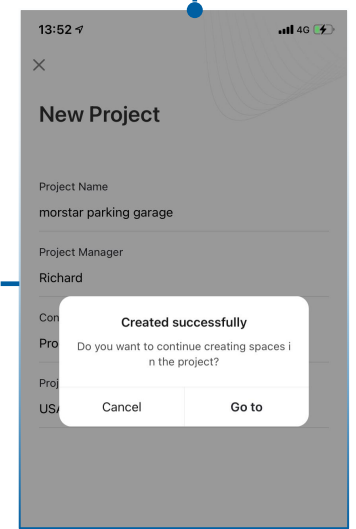 13:52
4G
New Project
Project Name
morstar parking garage
Project Manager
Richard
Con
Pro
Created successfully
Do you want to continue creating spaces i
n the project?
Proj
USA
Cancel
Go to